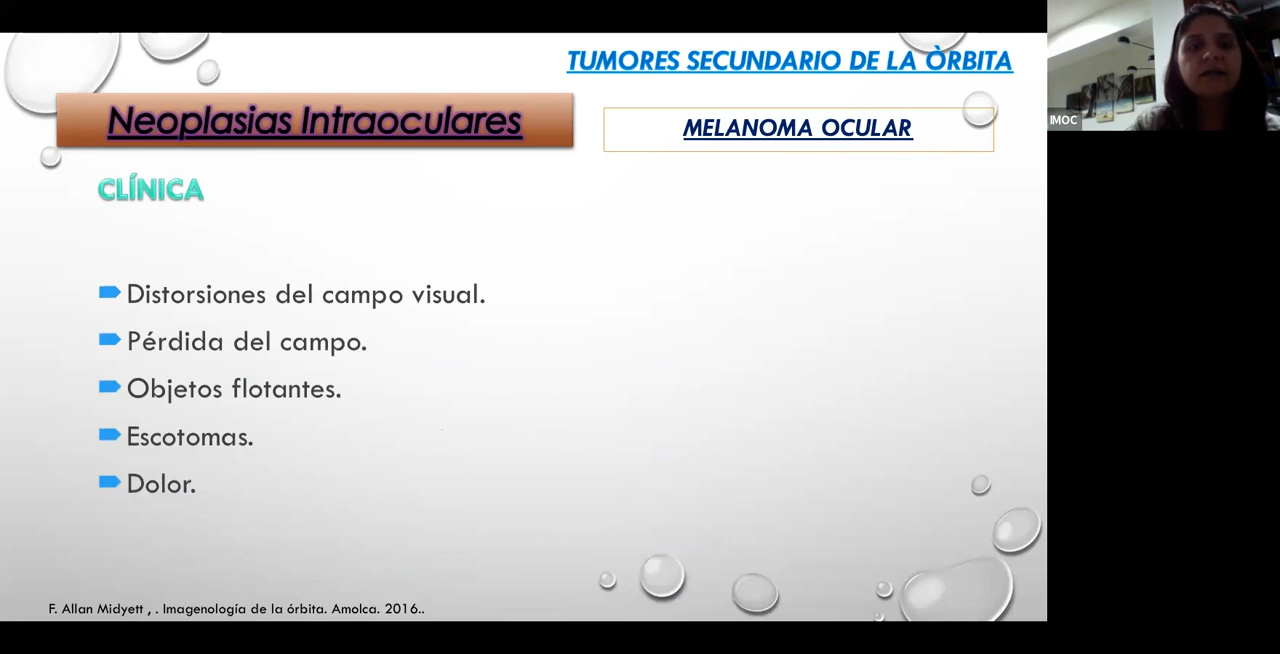 TUMORES SECUNDARIO DE LA ÒRBITA
Neoplasias Intraoculares
MELANOMA OCULAR
IMOC
CLÍNICA
Distorsiones del campo visual.
Pérdida del campo.
Objetos flotantes.
Escotomas.
Dolor.
F. Allan Midyett , . Imagenología de la órbita. Amolca. 2016..